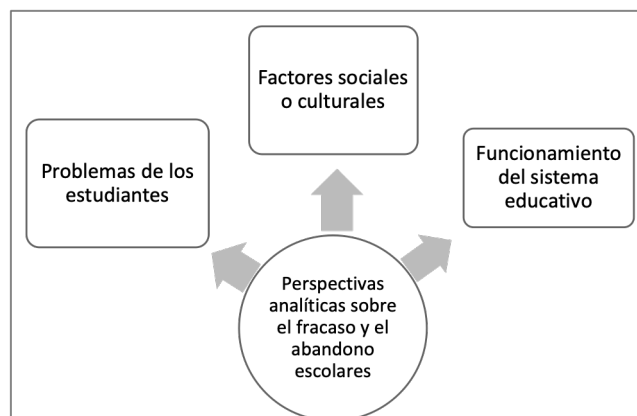 Factores sociales
o culturales
Problemas de los
estudiantes
Funcionamiento
del sistema
educativo
Perspectivas
analíticas sobre
el fracaso y el
abandono
escolares